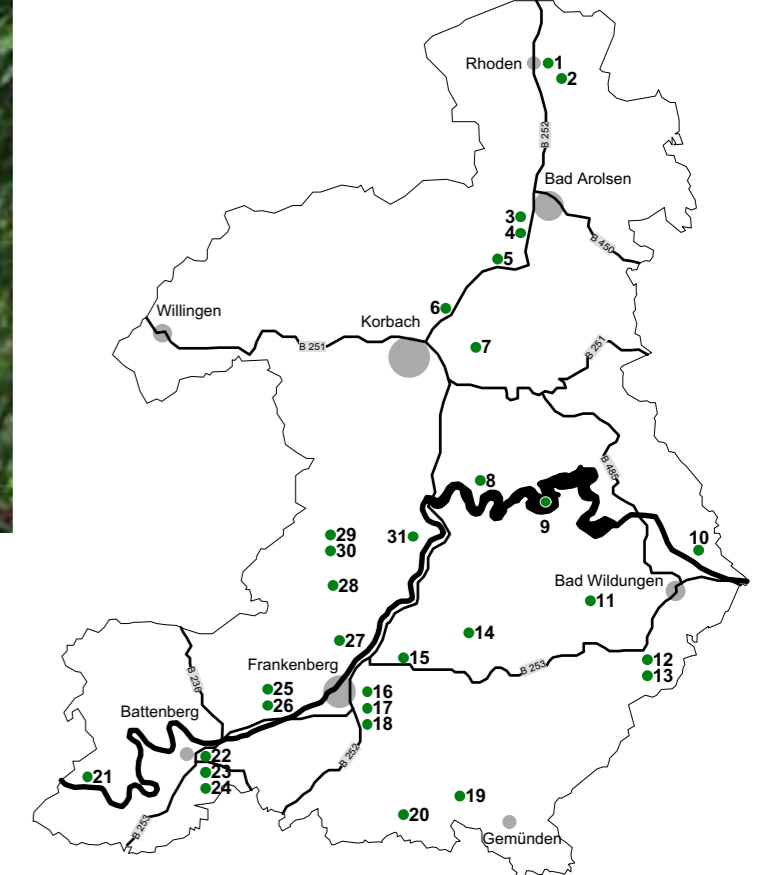 Rhoden
1
2
B 252
Bad Arolsen
3
4
B 450
5
Willingen
6
Korbach
B 251
7
B 251
B 485
8
9
29
30
31
10
Bad Wildungen
28
11
14
27
15
12
Frankenberg
B 253
13
B 236
25
16
26
17
Battenberg
18
22
B 252
21
23
24
19
B 253
20
Gemünden